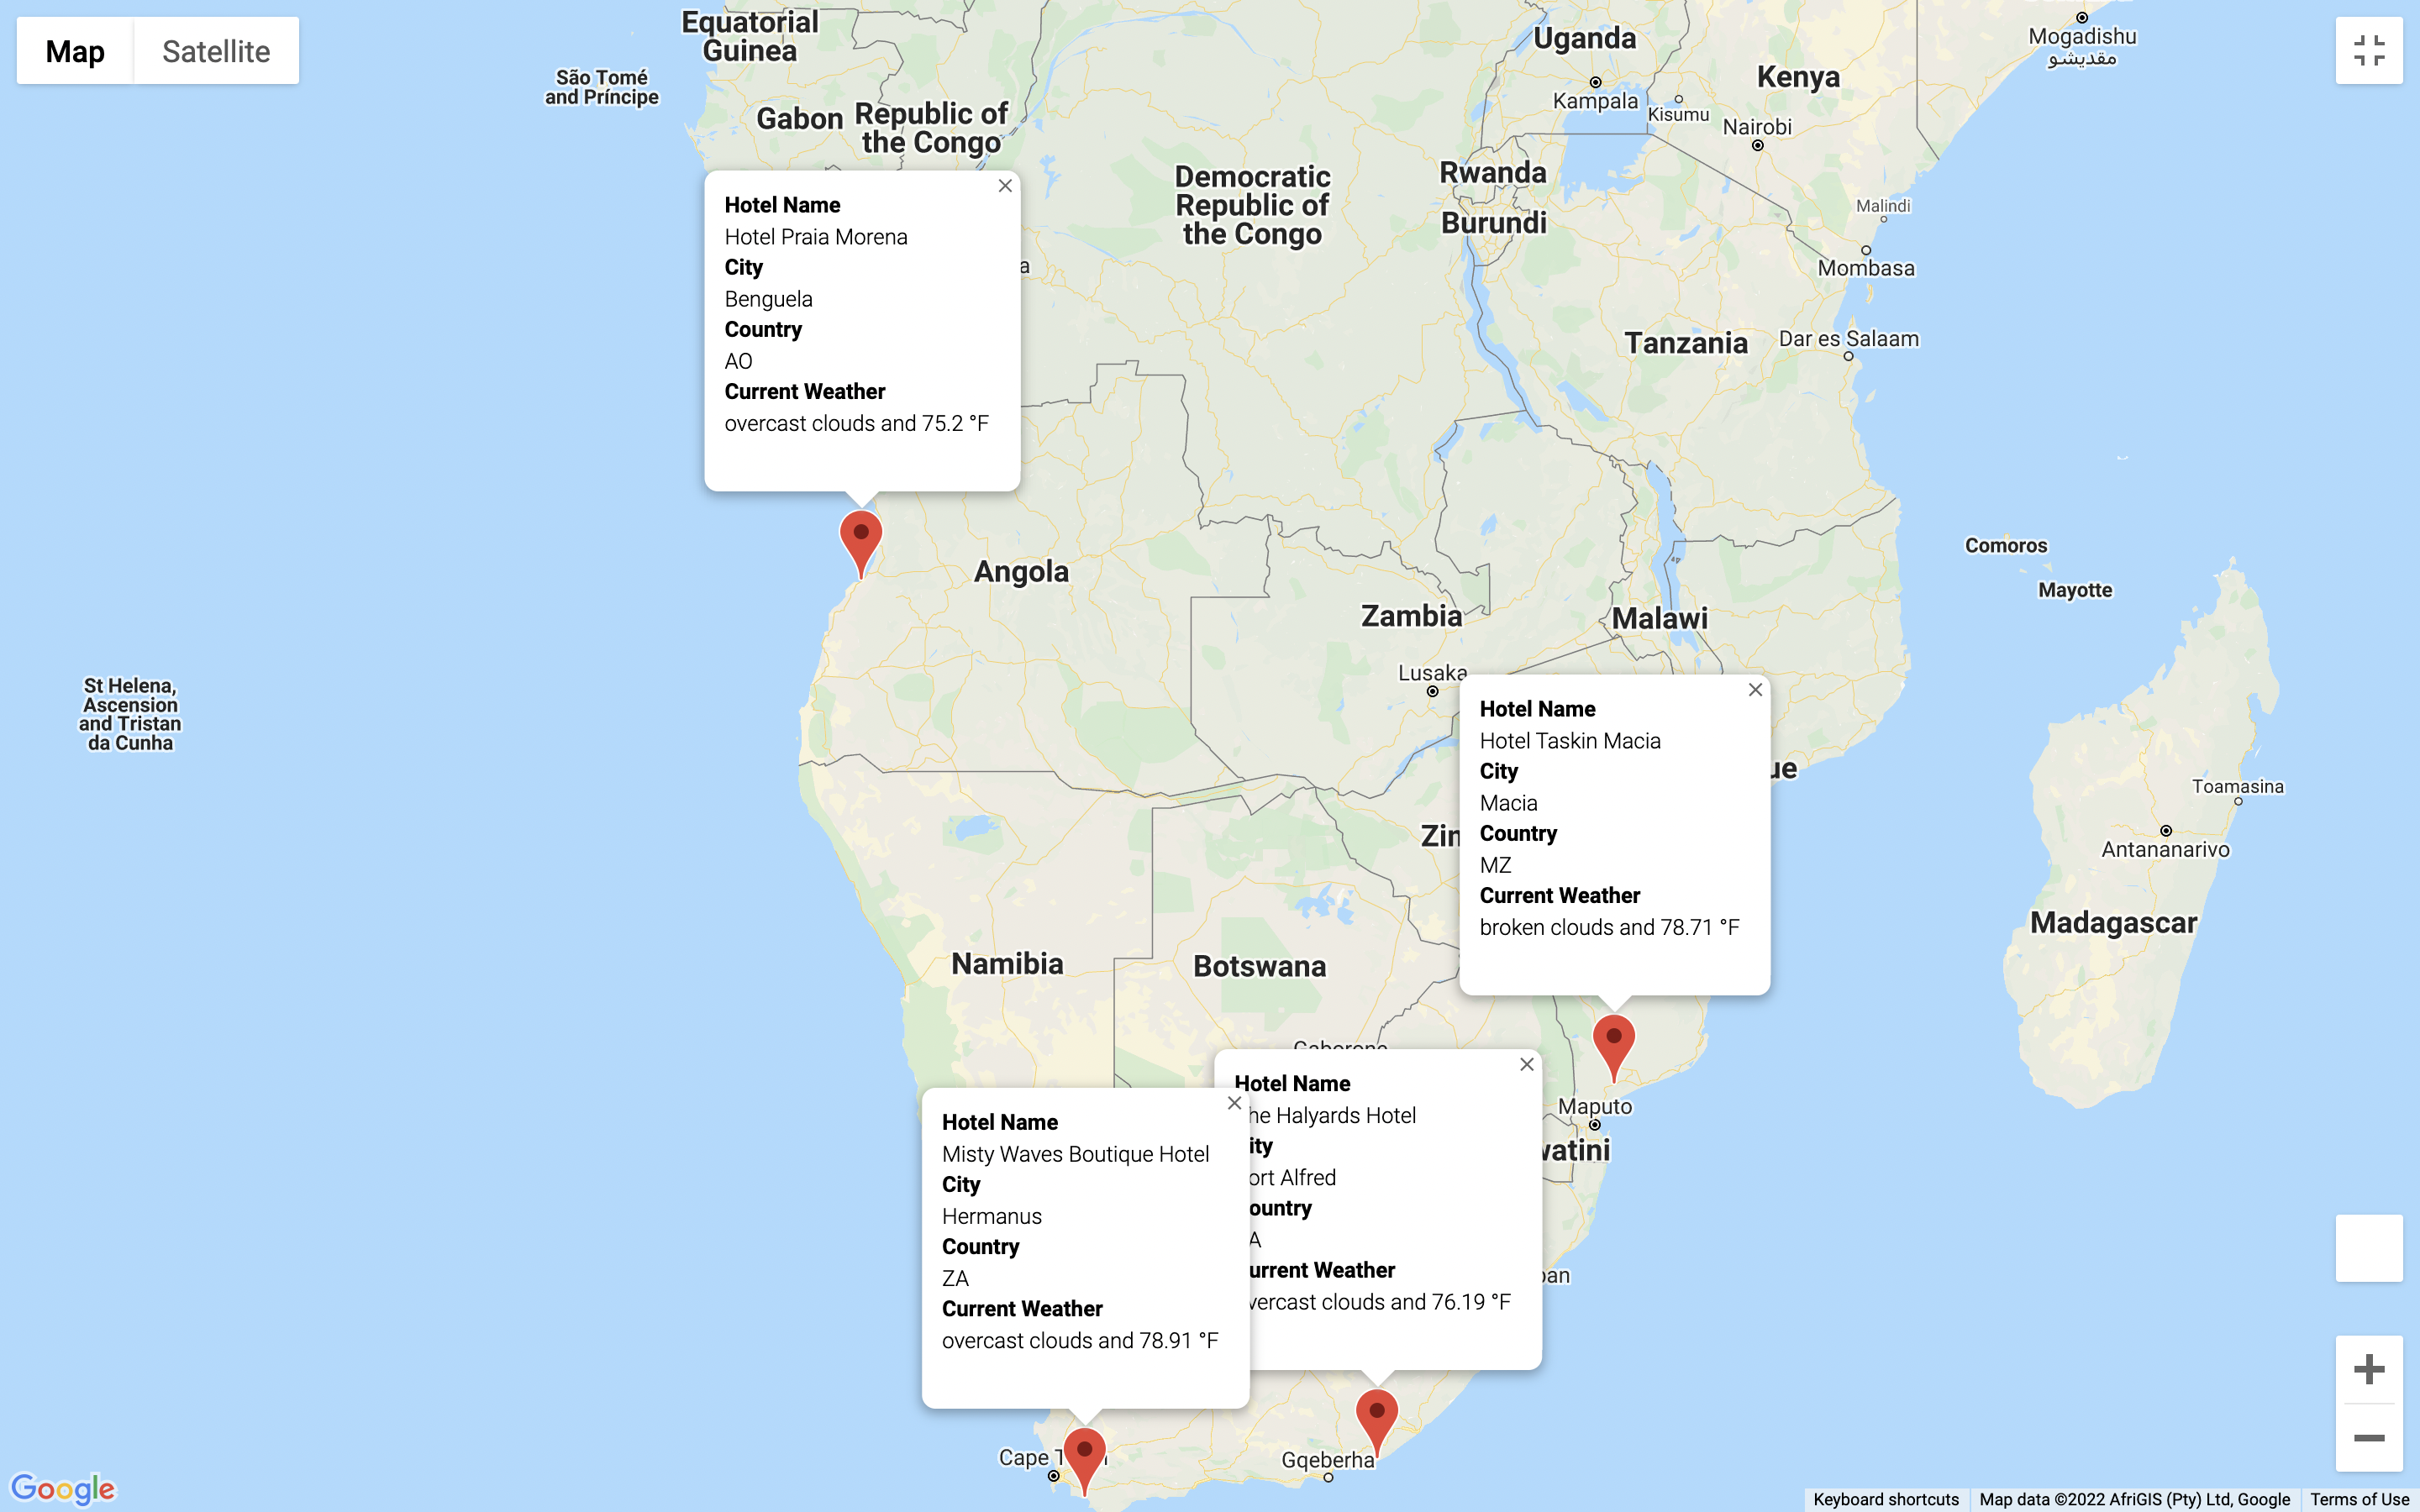 Map
Satellite
Equatorial
Guinea
São Tomé
and Príncipe
Gabon
Republic of
the Congo
Democratic
Republic of
the Congo
Uganda
Kampala
Kisumu
Kenya
Nairobi
Mogadishu
مقديشو
Rwanda
Burundi
Malindi
Mombasa
Tanzania
Dar es Salaam
Hotel Name
Hotel Praia Morena
City
Benguela
Country
AO
Current Weather
overcast clouds and 75.2 °F
a
Angola
Zambia
Lusaka
Malawi
Comoros
Mayotte
St Helena,
Ascension
and Tristan
da Cunha
Hotel Name
Hotel Taskin Macia
City
Macia
Country
MZ
Current Weather
broken clouds and 78.71 °F
ue
Zin
Toamasina
Antananarivo
Madagascar
Namibia
Botswana
Gaborone
Maputo
watini
Hotel Name
he Halyards Hotel
ity
ort Alfred
ountry
A
urrent Weather
vercast clouds and 76.19 °F
ban
Hotel Name
Misty Waves Boutique Hotel
City
Hermanus
Country
ZA
Current Weather
overcast clouds and 78.91 °F
Cape T n
Gqeberha
Google
Keyboard shortcuts
Map data ©2022 AfriGIS (Pty) Ltd, Google
Terms of Use